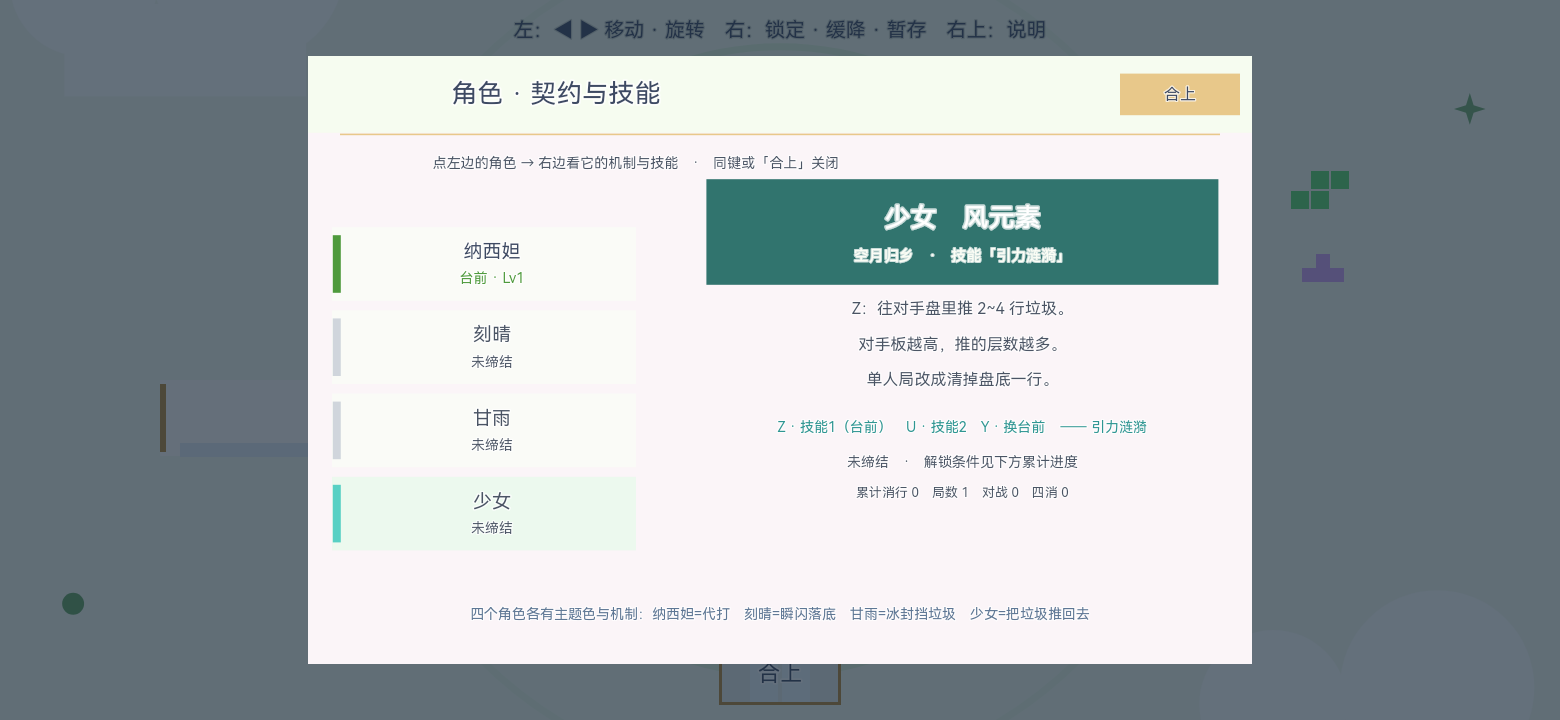 左：◀ ▶ 移动 · 旋转　右：锁定 · 缓降 · 暂存　右上：说明
角色 · 契约与技能
合上
点左边的角色 → 右边看它的机制与技能　·　同键或「合上」关闭
纳西妲
台前 · Lv1
刻晴
未缔结
甘雨
未缔结
少女
未缔结
少女　风元素
空月归乡　·　技能「引力涟漪」
Z：往对手盘里推 2~4 行垃圾。
对手板越高，推的层数越多。
单人局改成清掉盘底一行。
Z · 技能1（台前）　U · 技能2　Y · 换台前　—— 引力涟漪
未缔结　·　解锁条件见下方累计进度
累计消行 0　局数 1　对战 0　四消 0
四个角色各有主题色与机制：纳西妲=代打　刻晴=瞬闪落底　甘雨=冰封挡垃圾　少女=把垃圾推回去
合上